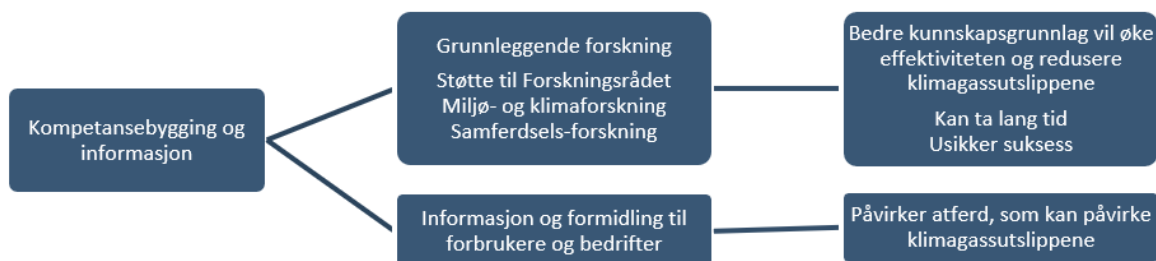 Kompetansebygging og
informasjon
Grunnleggende forskning
Støtte til Forskningsrådet
Miljø- og klimaforskning
Samferdsels-forskning
Bedre kunnskapsgrunnlag vil øke
effektiviteten og redusere
klimagassutslippene
Kan ta lang tid
Usikker suksess
Informasjon og formidling til
forbrukere og bedrifter
Påvirker atferd, som kan påvirke
klimagassutslippene